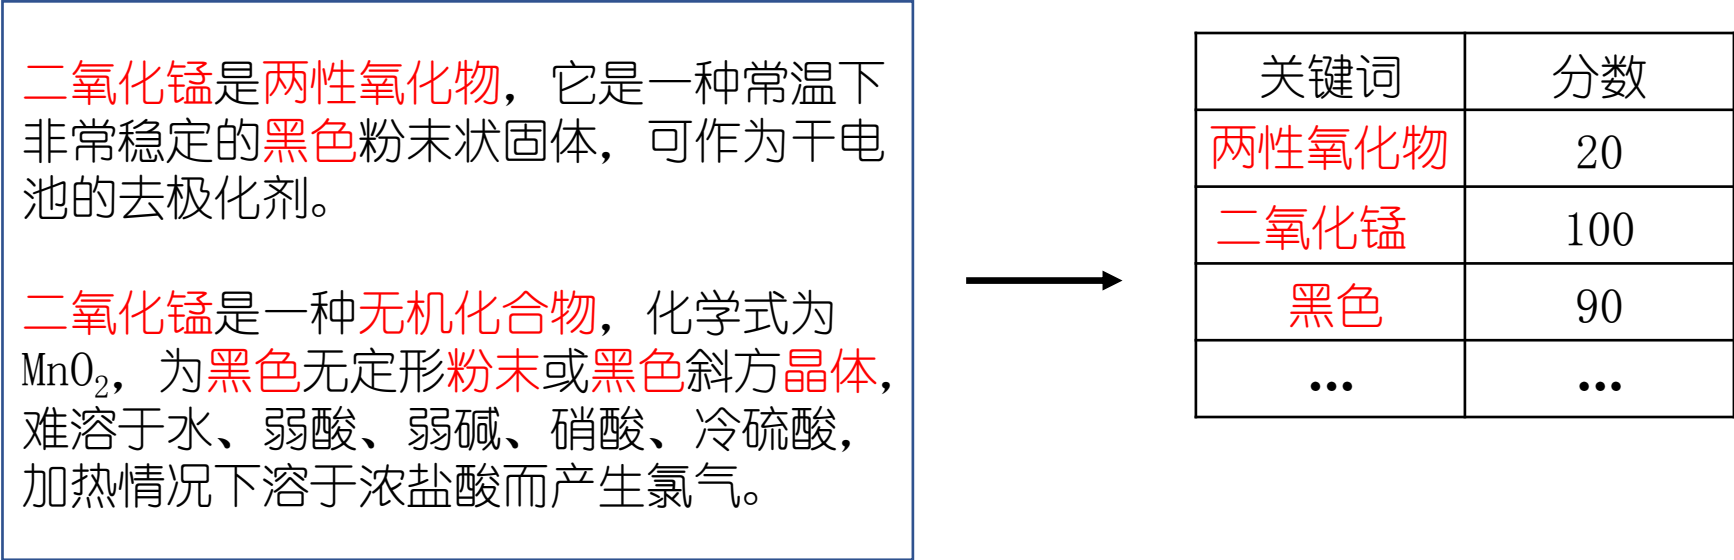 二氧化锰是两性氧化物，它是一种常温下
非常稳定的黑色粉末状固体，可作为干电
池的去极化剂。
二氧化锰是一种无机化合物，化学式为
MnO₂，为黑色无定形粉末或黑色斜方晶体，
难溶于水、弱酸、弱碱、硝酸、冷硫酸，
加热情况下溶于浓盐酸而产生氯气。
关键词 分数
两性氧化物 20
二氧化锰 100
黑色 90
… …